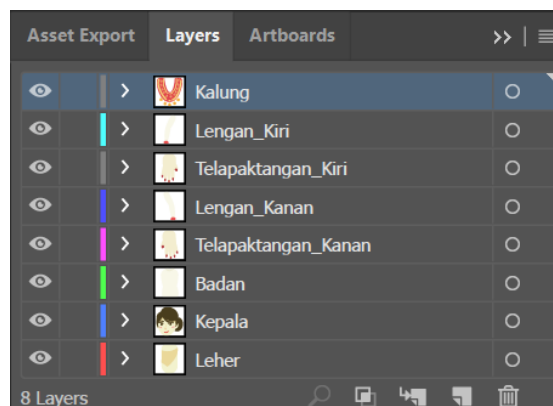 Asset Export Layers Artboards
Kalung
Lengan_Kiri
Telapaktangan_Kiri
Lengan_Kanan
Telapaktangan_Kanan
Badan
Kepala
Leher
8 Layers